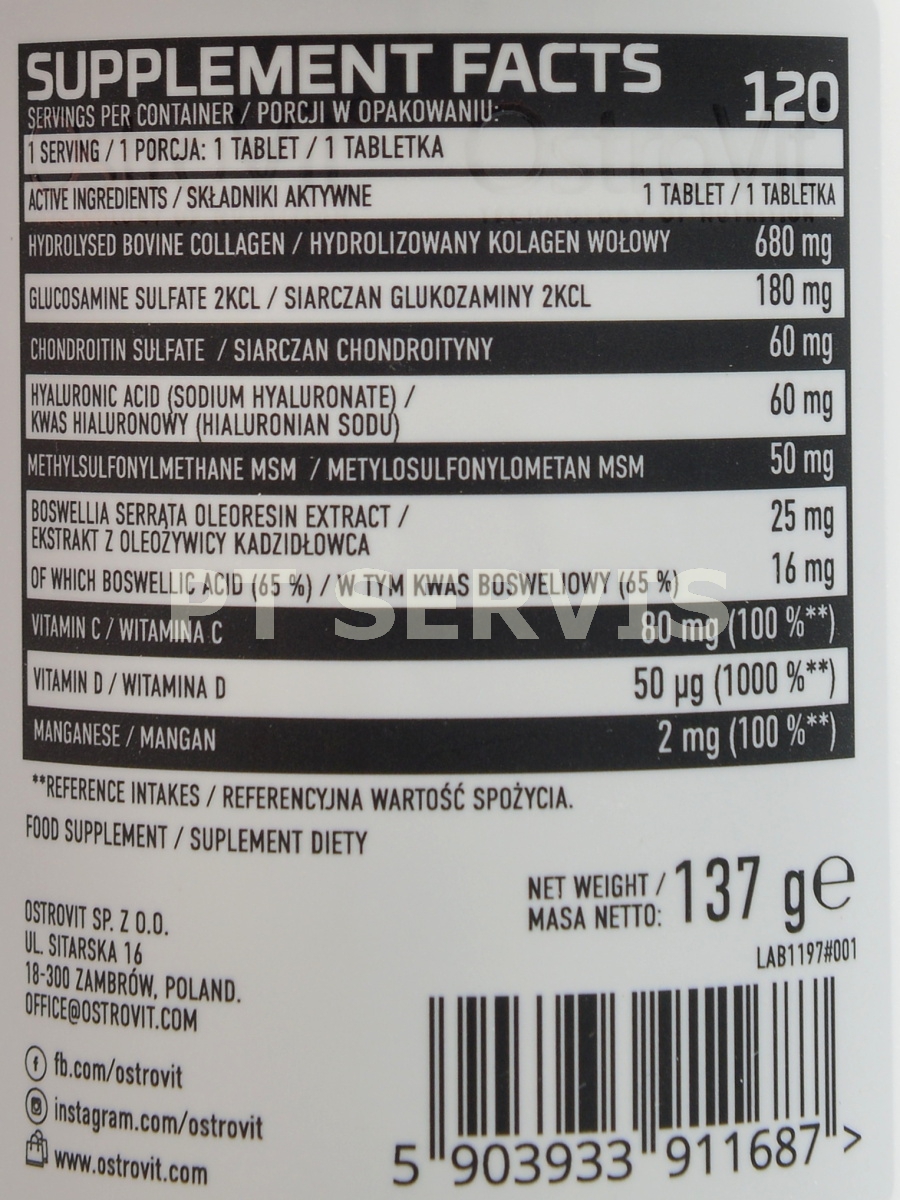 SUPPLEMENT FACTS
SERVINGS PER CONTAINER / PORCJI W OPAKOWANIU: 120
1 SERVING / 1 PORCJA: 1 TABLET / 1 TABLETKA
ACTIVE INGREDIENTS / SKŁADNIKI AKTYWNE 1 TABLET / 1 TABLETKA
HYDROLYSED BOVINE COLLAGEN / HYDROLIZOWANY KOLAGEN WOŁOWY 680 mg
GLUCOSAMINE SULFATE 2KCL / SIARCZAN GLUKOZAMINY 2KCL 180 mg
CHONDROITIN SULFATE / SIARCZAN CHONDROITYNY 60 mg
HYALURONIC ACID (SODIUM HYALURONATE) /
KWAS HIALURONOWY (HIALURONIAN SODU) 60 mg
METHYLSULFONYLMETHANE MSM / METYLOSULFONYLOMETAN MSM 50 mg
BOSWELLIA SERRATA OLEORESIN EXTRACT /
EKSTRAKT Z OLEOŻYWICY KADZIDŁOWCA 25 mg
OF WHICH BOSWELLIC ACID (65 %) / W TYM KWAS BOSWELIOWY (65 %) 16 mg
PT SERVIS
VITAMIN C / WITAMINA C 80 mg (100 %**)
VITAMIN D / WITAMINA D 50 µg (1000 %**)
MANGANESE / MANGAN 2 mg (100 %**)
**REFERENCE INTAKES / REFERENCYJNA WARTOŚĆ SPOŻYCIA.
FOOD SUPPLEMENT / SUPLEMENT DIETY
NET WEIGHT /
MASA NETTO: 137 g e
OSTROVIT SP. Z O.O.
UL. SITARSKA 16
18-300 ZAMBRÓW, POLAND.
OFFICE@OSTROVIT.COM
LAB1197#001
fb.com/ostrovit
instagram.com/ostrovit
www.ostrovit.com
5 903933 911687 >